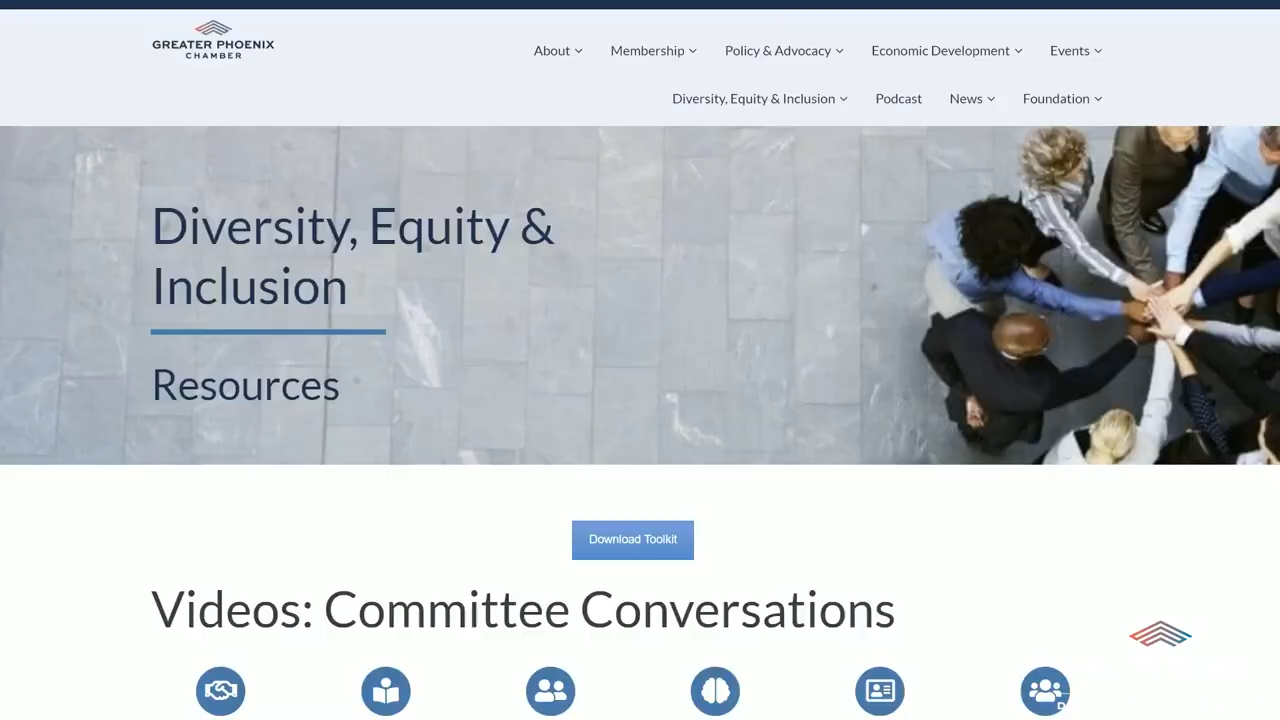 GREATER PHOENIX
CHAMBER
About
Membership
Policy & Advocacy
Economic Development
Events
Diversity, Equity & Inclusion
Podcast
News
Foundation
Diversity, Equity &
Inclusion
Resources
Download Toolkit
Videos: Committee Conversations